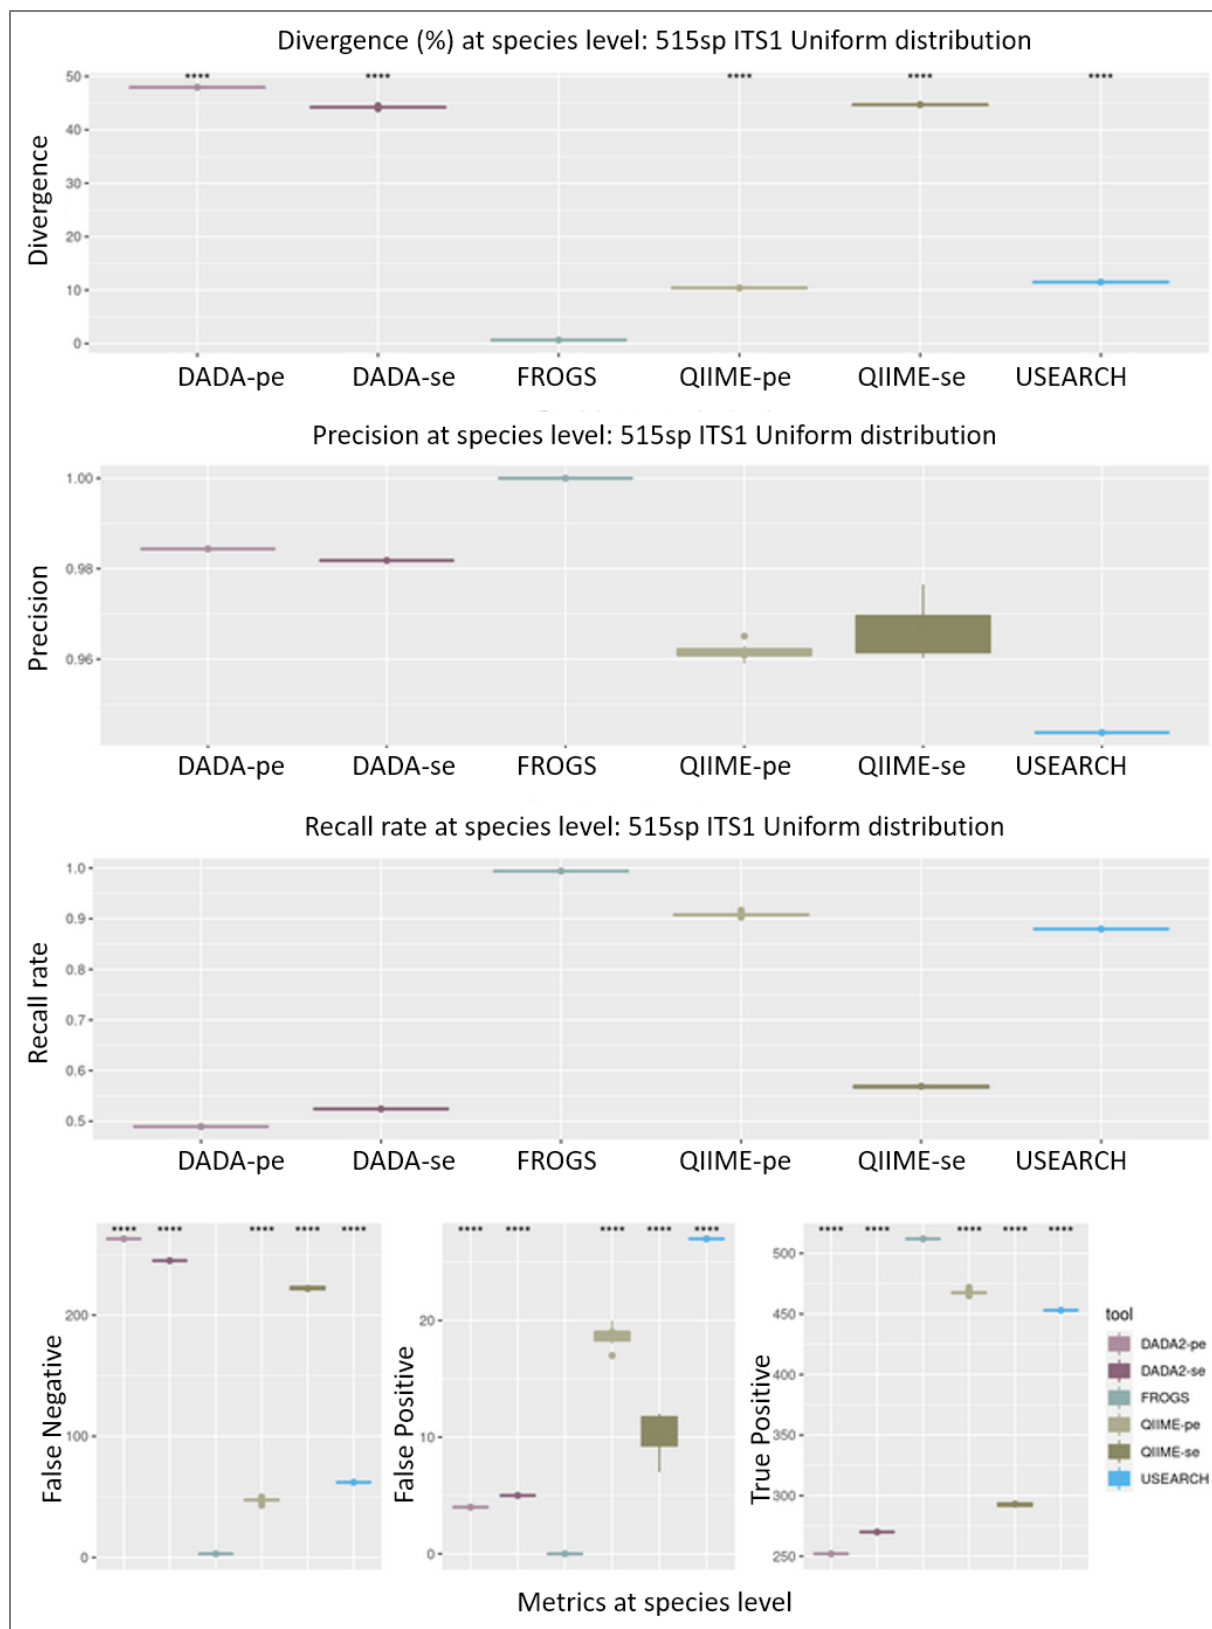 Divergence (%) at species level: 515sp ITS1 Uniform distribution
**** **** **** **** ****
Divergence
50
40
30
20
10
0
DADA-pe DADA-se FROGS QIIME-pe QIIME-se USEARCH
Precision at species level: 515sp ITS1 Uniform distribution
Precision
1.00
0.98
0.96
DADA-pe DADA-se FROGS QIIME-pe QIIME-se USEARCH
Recall rate at species level: 515sp ITS1 Uniform distribution
Recall rate
1.0
0.9
0.8
0.7
0.6
0.5
DADA-pe DADA-se FROGS QIIME-pe QIIME-se USEARCH
**** **** **** **** ****
False Negative
200
100
0
**** **** **** **** ****
False Positive
20
10
0
**** **** **** **** ****
True Positive
500
450
400
350
300
250
tool
DADA2-pe
DADA2-se
FROGS
QIIME-pe
QIIME-se
USEARCH
Metrics at species level